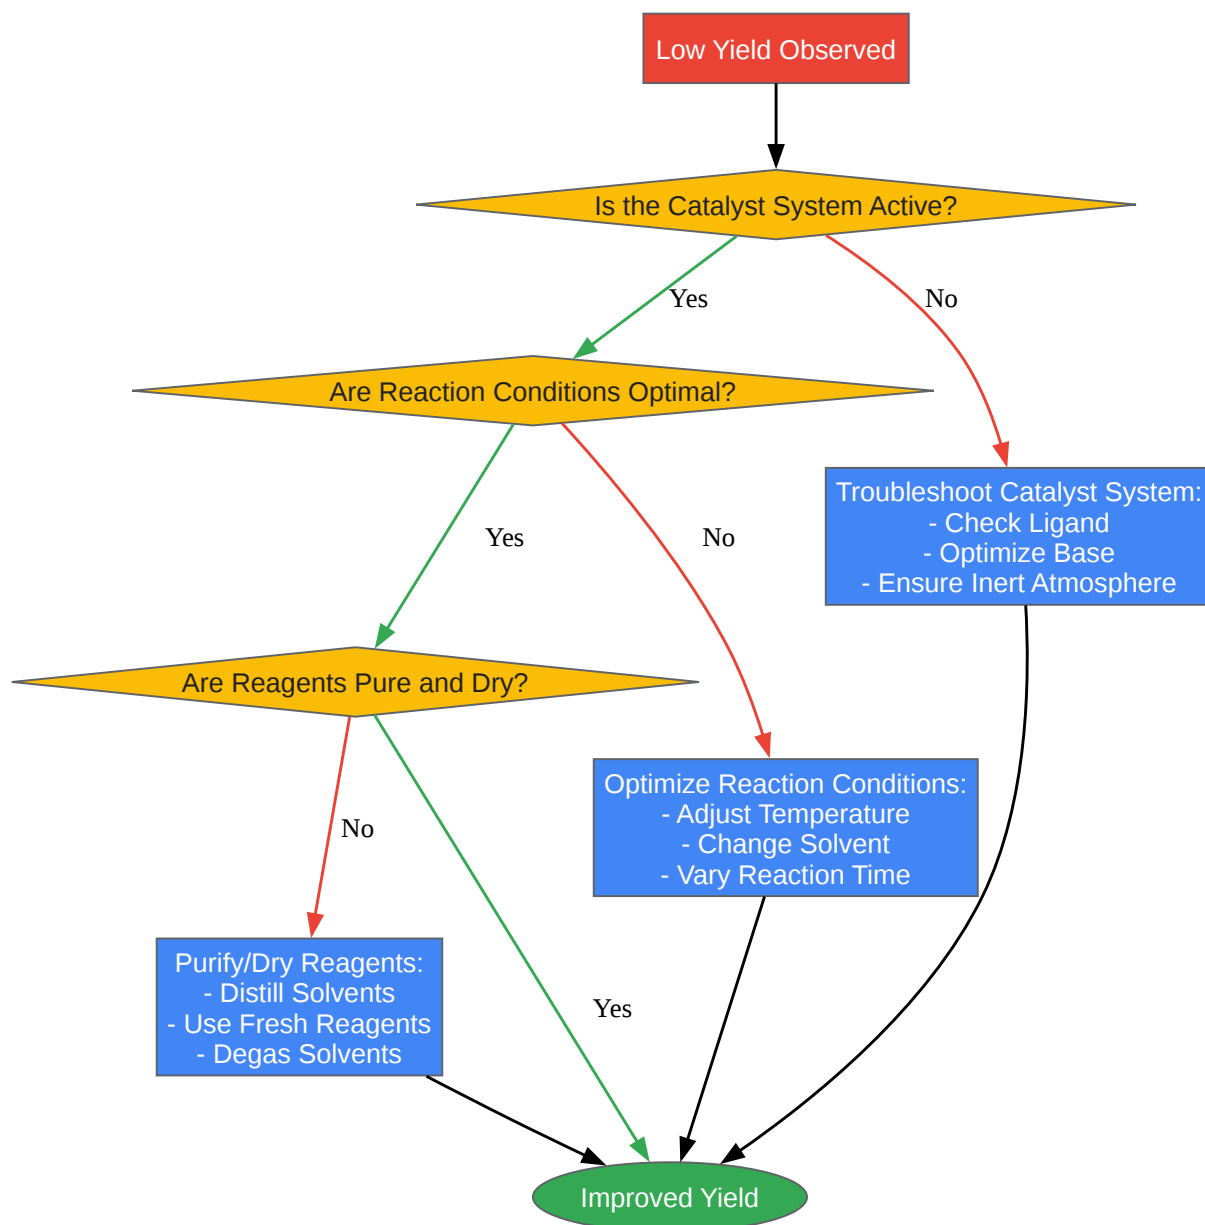 Low Yield Observed
Is the Catalyst System Active?
Yes
No
Are Reaction Conditions Optimal?
Troubleshoot Catalyst System:
- Check Ligand
- Optimize Base
- Ensure Inert Atmosphere
Yes
No
Are Reagents Pure and Dry?
Optimize Reaction Conditions:
- Adjust Temperature
- Change Solvent
- Vary Reaction Time
No
Purify/Dry Reagents:
- Distill Solvents
- Use Fresh Reagents
- Degas Solvents
Yes
Improved Yield